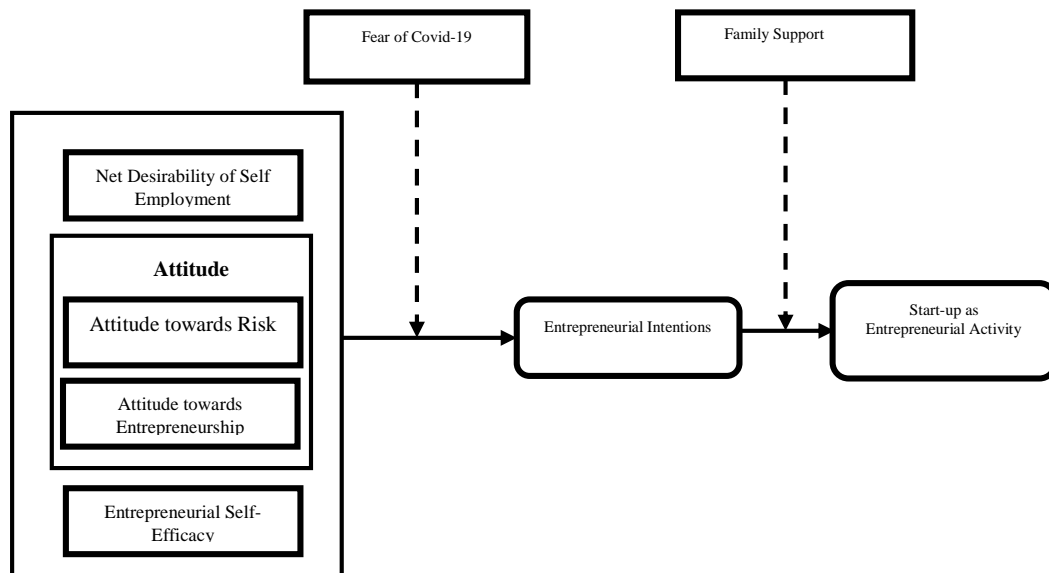 Fear of Covid-19
Family Support
Net Desirability of Self
Employment
Attitude
Attitude towards Risk
Attitude towards
Entrepreneurship
Entrepreneurial Self-
Efficacy
Entrepreneurial Intentions
Start-up as
Entrepreneurial Activity